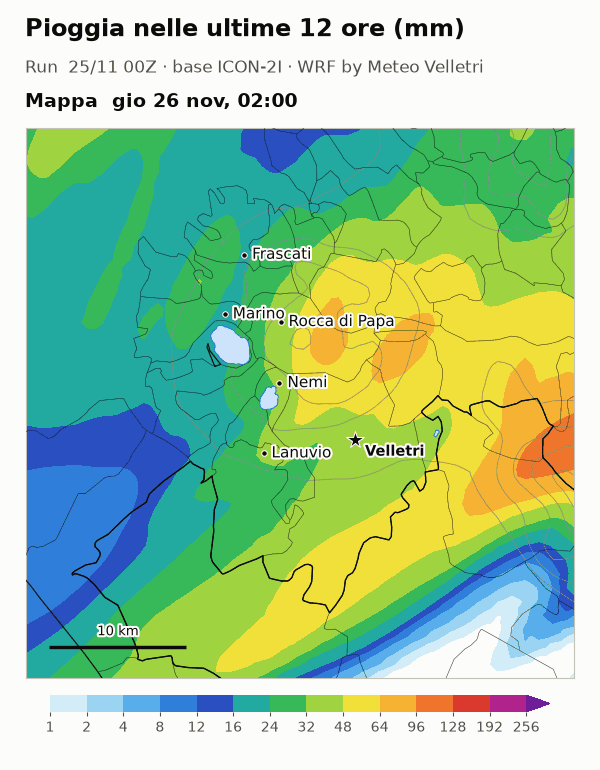 Pioggia nelle ultime 12 ore (mm)
Run  25/11 00Z · base ICON-2I · WRF by Meteo Velletri
Mappa  gio 26 nov, 02:00
Frascati
Marino
Rocca di Papa
Nemi
Velletri
Lanuvio
10 km
1 2 4 8 12 16 24 32 48 64 96 128 192 256